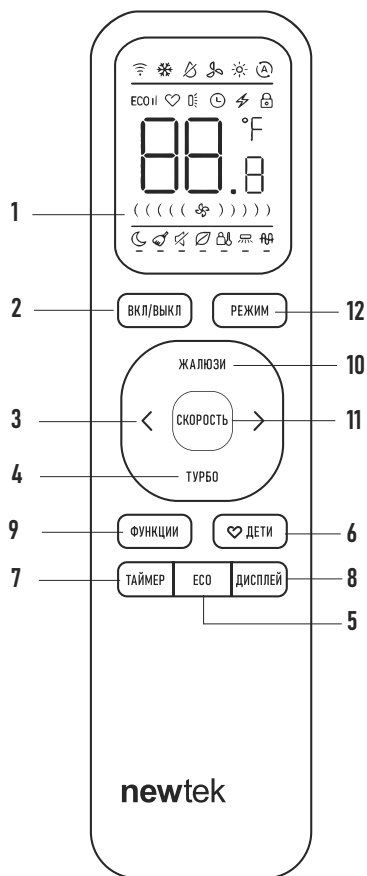 A
ECO
88.8 °F
1
2 ВКЛ/ВЫКЛ РЕЖИМ 12
ЖАЛЮЗИ 10
3 < СКОРОСТЬ > 11
4 ТУРБО
9 ФУНКЦИИ ДЕТИ 6
7 ТАЙМЕР ECO ДИСПЛЕЙ 8
5
newtek